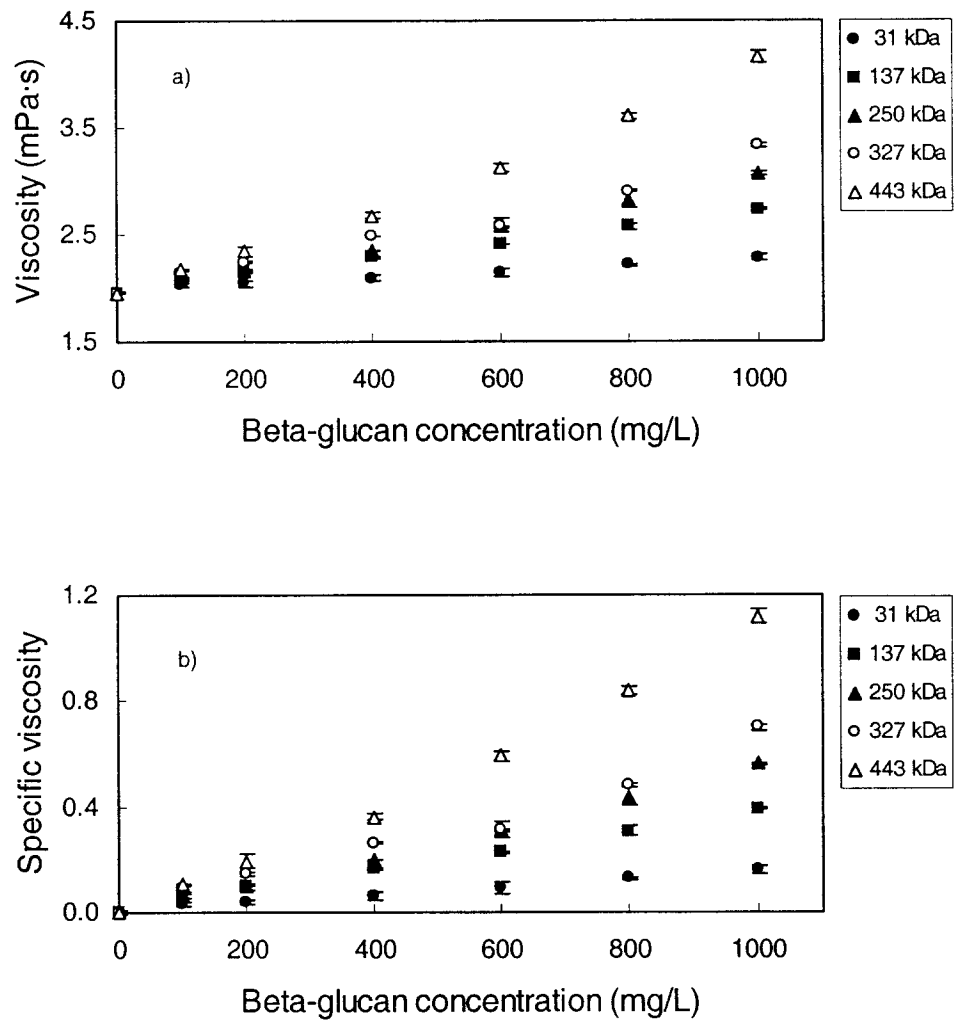 4.5
3.5
2.5
1.5
Viscosity (mPa·s)
a)
0 200 400 600 800 1000
Beta-glucan concentration (mg/L)
31 kDa
137 kDa
250 kDa
327 kDa
443 kDa
1.2
0.8
0.4
0.0
Specific viscosity
b)
0 200 400 600 800 1000
Beta-glucan concentration (mg/L)
31 kDa
137 kDa
250 kDa
327 kDa
443 kDa